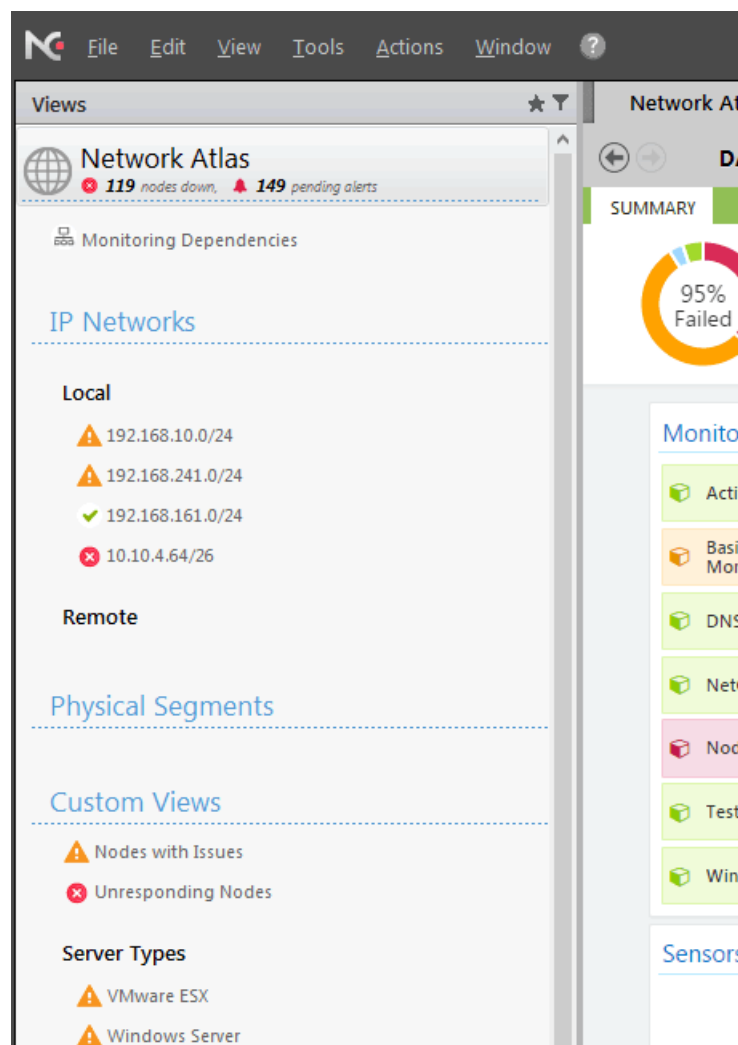 File Edit View Tools Actions Window ?
Views
Network Atlas
119 nodes down, 149 pending alerts
Monitoring Dependencies
IP Networks
Local
192.168.10.0/24
192.168.241.0/24
192.168.161.0/24
10.10.4.64/26
Remote
Physical Segments
Custom Views
Nodes with Issues
Unresponding Nodes
Server Types
VMware ESX
Windows Server
Network At
DA
SUMMARY
95%
Failed
Monito
Acti
Basi
Mon
DNS
Net
Nod
Test
Win
Sensors